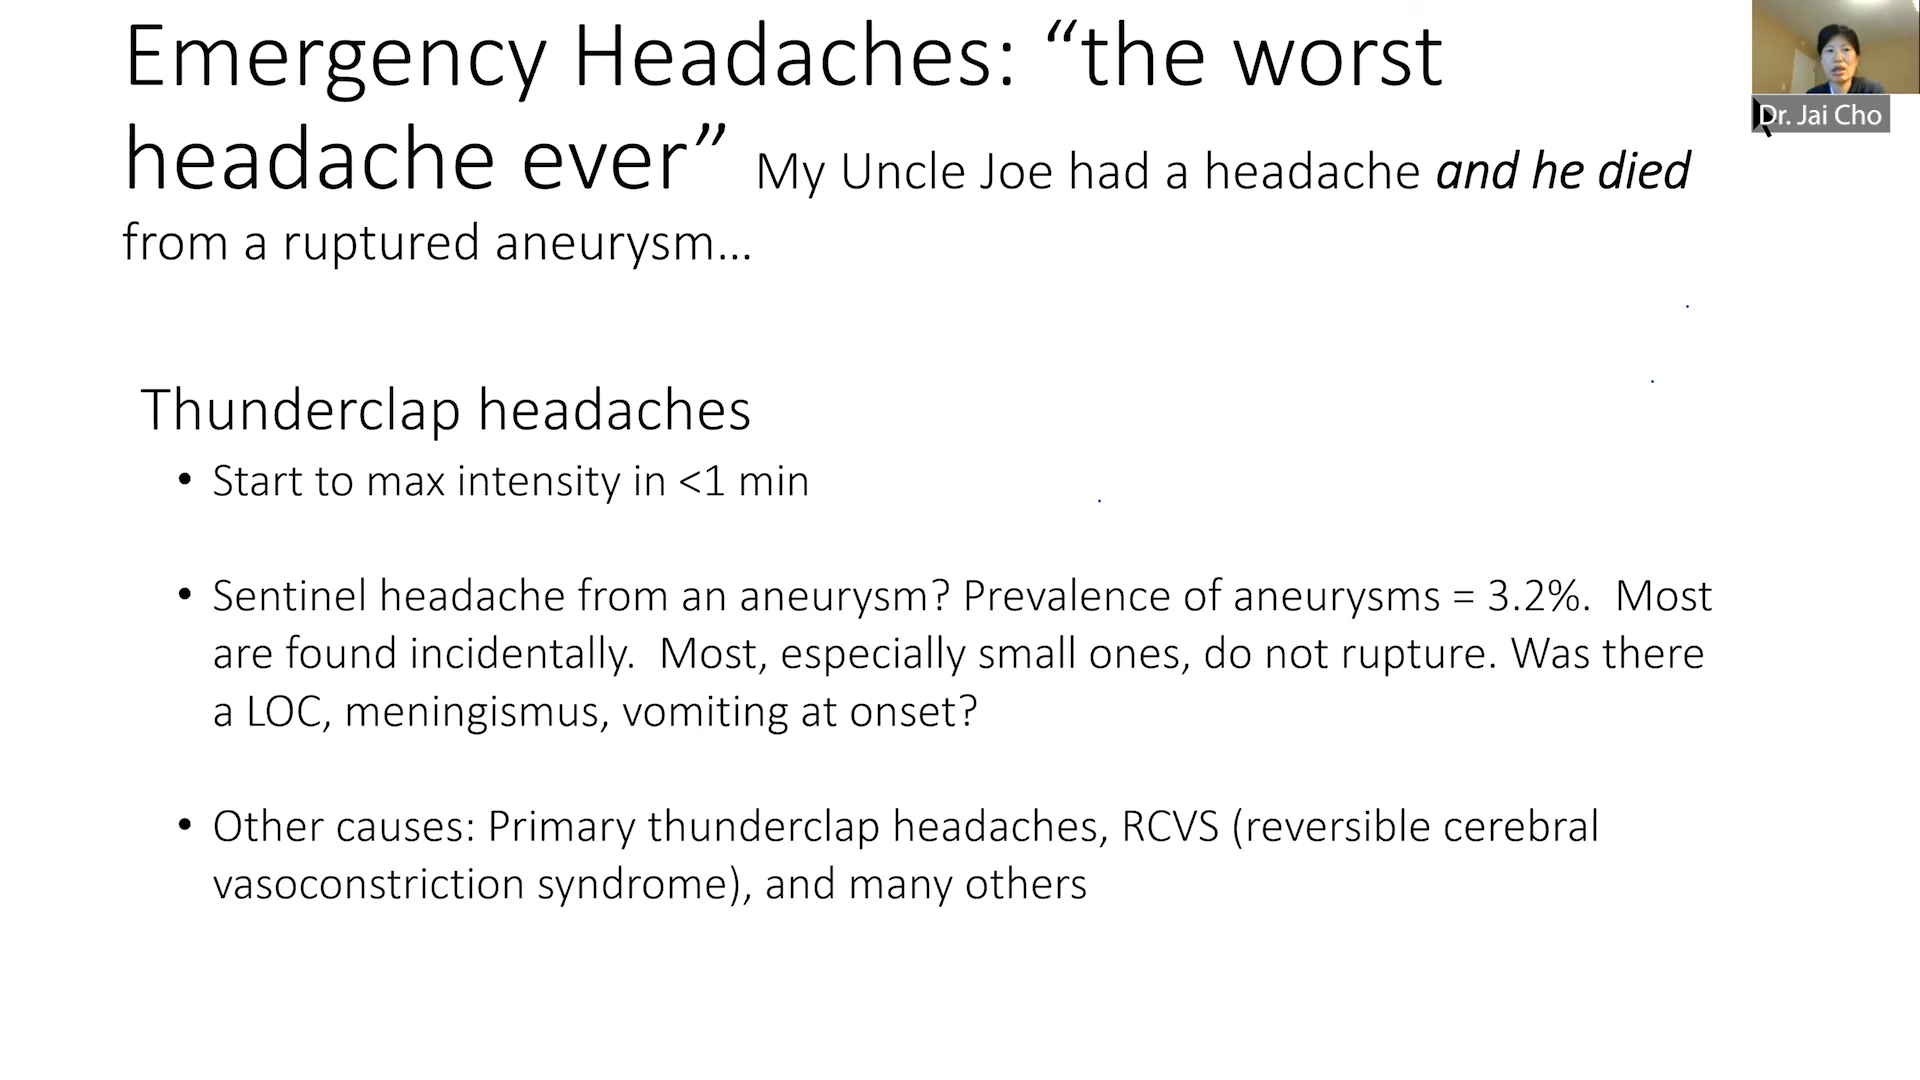 Emergency Headaches: “the worst
headache ever” My Uncle Joe had a headache and he died
from a ruptured aneurysm...
Dr. Jai Cho
Thunderclap headaches
• Start to max intensity in <1 min
• Sentinel headache from an aneurysm? Prevalence of aneurysms = 3.2%. Most
are found incidentally. Most, especially small ones, do not rupture. Was there
a LOC, meningismus, vomiting at onset?
• Other causes: Primary thunderclap headaches, RCVS (reversible cerebral
vasoconstriction syndrome), and many others